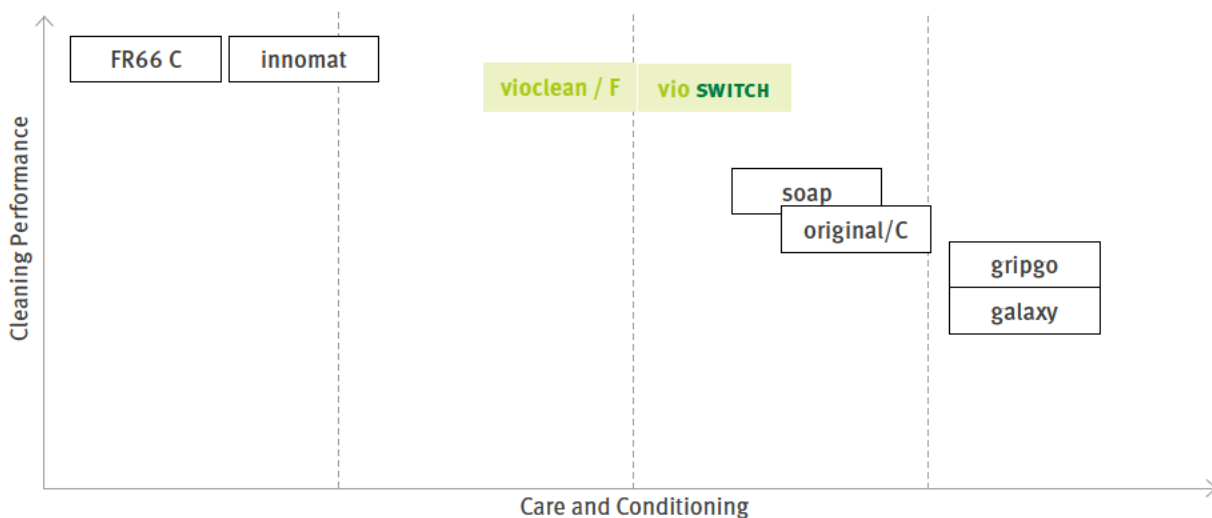 FR66 C
innomat
vioclean / F
vio SWITCH
soap
original/C
gripgo
galaxy
Cleaning Performance
Care and Conditioning